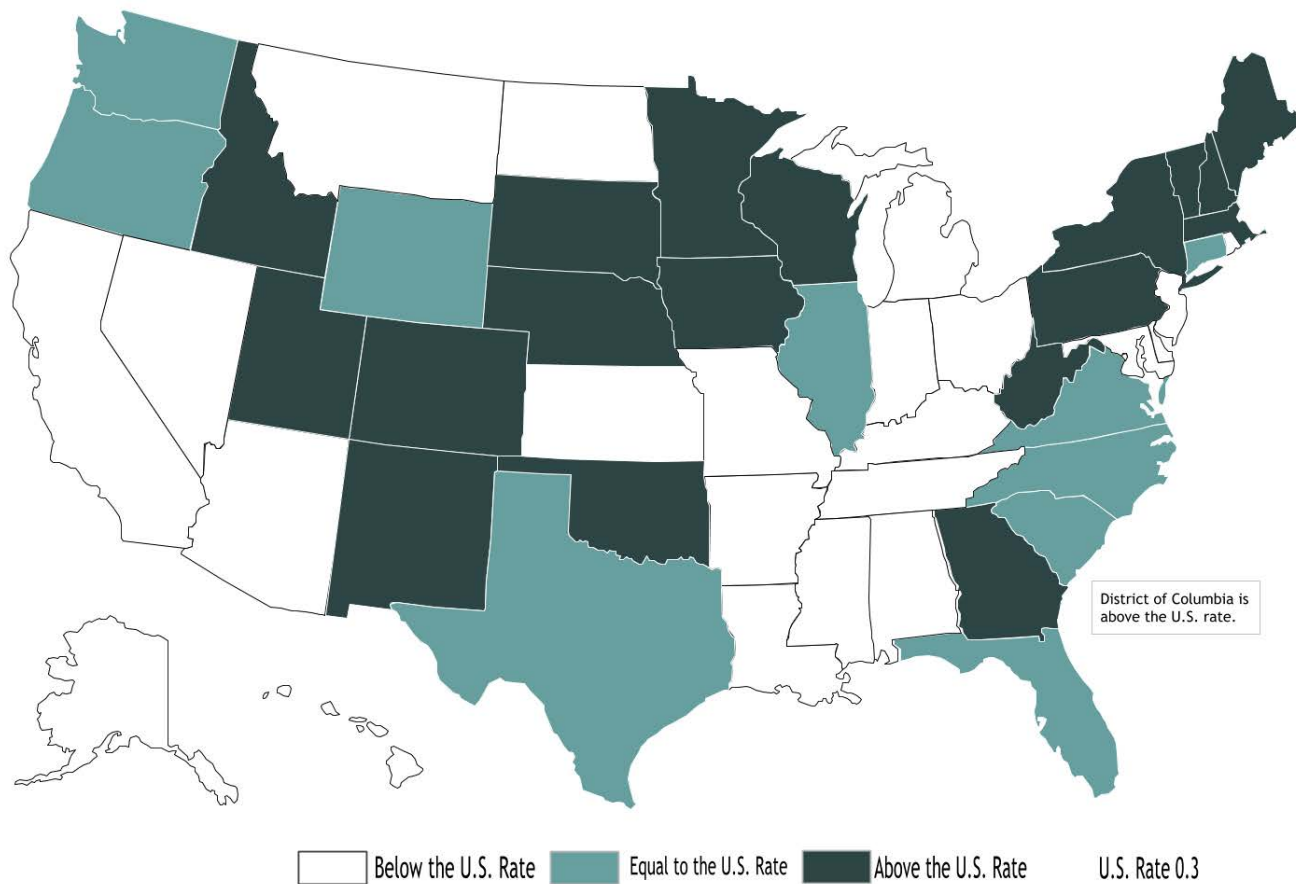 District of Columbia is
above the U.S. rate.
Below the U.S. Rate
Equal to the U.S. Rate
Above the U.S. Rate
U.S. Rate 0.3